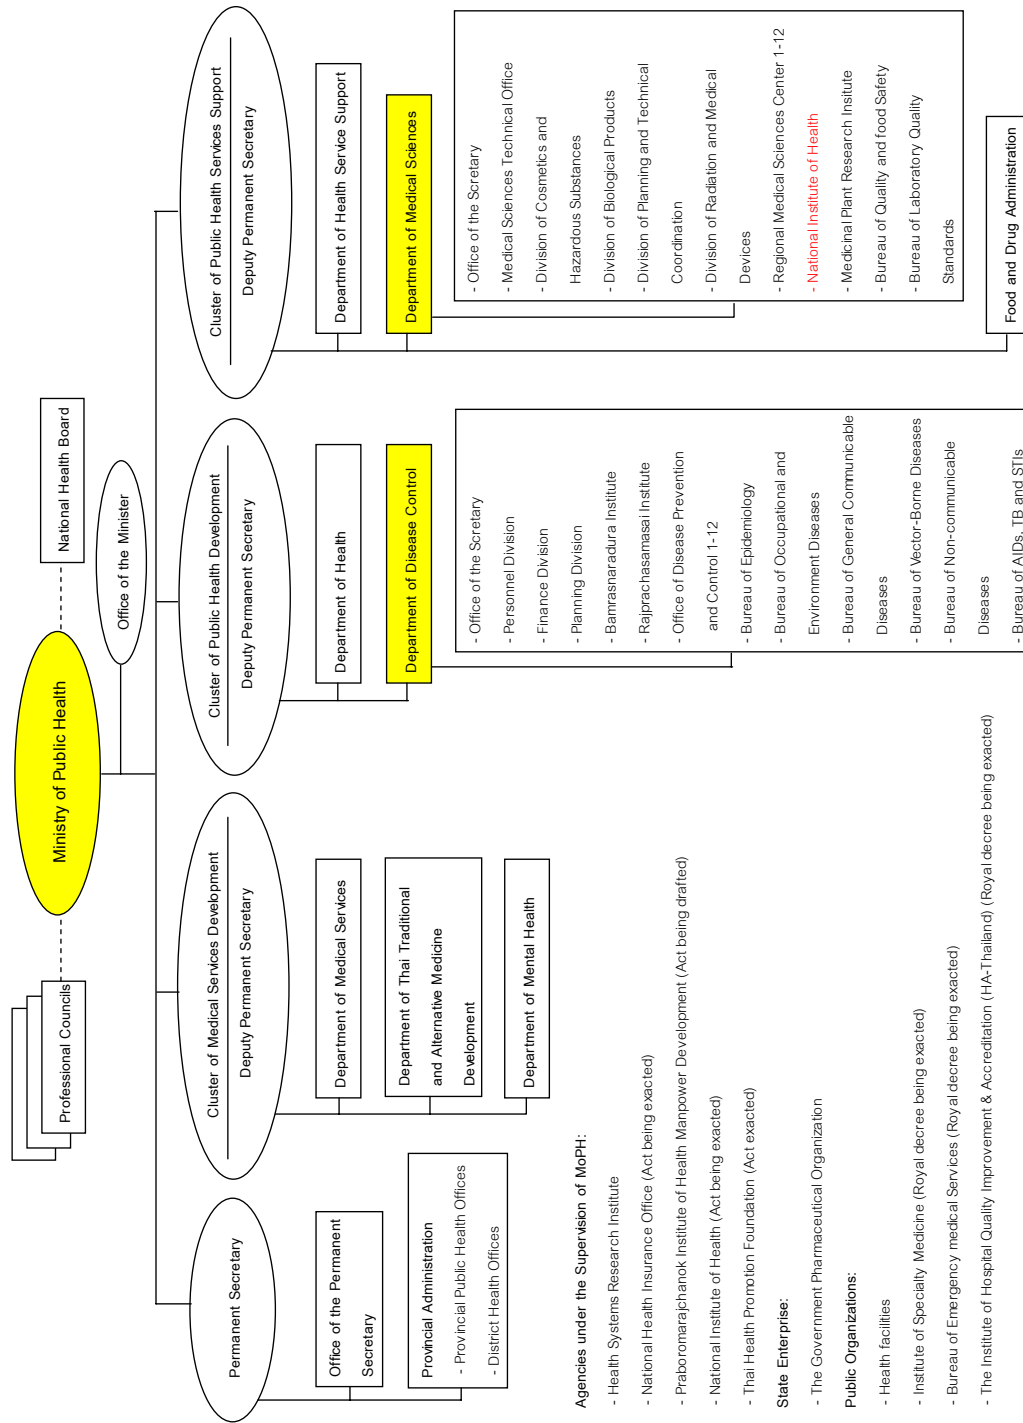 Professional Councils
Ministry of Public Health
National Health Board
Office of the Minister
Permanent Secretary
Office of the Permanent
Secretary
Provincial Administration
- Provincial Public Health Offices
- District Health Offices
Cluster of Medical Services Development
Deputy Permanent Secretary
Department of Medical Services
Department of Thai Traditional
and Alternative Medicine
Development
Department of Mental Health
Cluster of Public Health Development
Deputy Permanent Secretary
Department of Health
Department of Disease Control
- Office of the Scretary
- Personnel Division
- Finance Division
- Planning Division
- Bamrasnaradura Institute
- Rajprachasamasai Institute
- Office of Disease Prevention
and Control 1-12
- Bureau of Epidemiology
- Bureau of Occupational and
Environment Diseases
- Bureau of General Communicable
Diseases
- Bureau of Vector-Borne Diseases
- Bureau of Non-communicable
Diseases
- Bureau of AIDs, TB and STIs
Cluster of Public Health Services Support
Deputy Permanent Secretary
Department of Health Service Support
Department of Medical Sciences
- Office of the Scretary
- Medical Sciences Technical Office
- Division of Cosmetics and
Hazardous Substances
- Division of Biological Products
- Division of Planning and Technical
Coordination
- Division of Radiation and Medical
Devices
- Regional Medical Sciences Center 1-12
- National Institute of Health
- Medicinal Plant Research Insitute
- Bureau of Quality and food Safety
- Bureau of Laboratory Quality
Standards
Food and Drug Administration
Agencies under the Supervision of MoPH:
- Health Systems Research Institute
- National Health Insurance Office (Act being exacted)
- Praboromarajchanok Institute of Health Manpower Development (Act being drafted)
- National Institute of Health (Act being exacted)
- Thai Health Promotion Foundation (Act exacted)
State Enterprise:
- The Government Pharmaceutical Organization
Public Organizations:
- Health facilities
- Institute of Specialty Medicine (Royal decree being exacted)
- Bureau of Emergency medical Services (Royal decree being exacted)
- The Institute of Hospital Quality Improvement & Accreditation (HA-Thailand) (Royal decree being exacted)